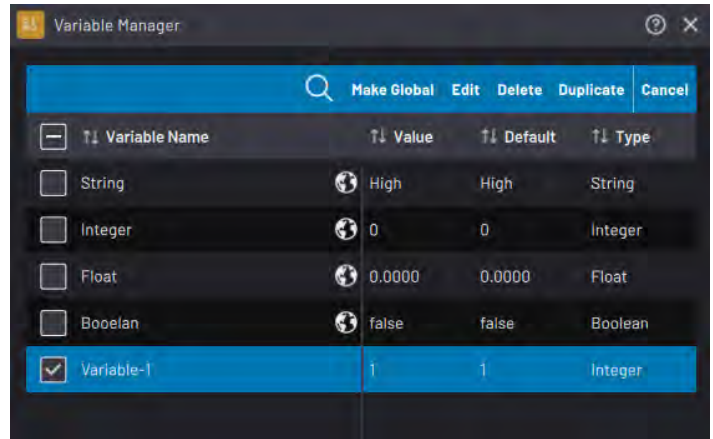 Variable Manager
Make Global Edit Delete Duplicate Cancel
Variable Name Value Default Type
String High High String
Integer 0 0 Integer
Float 0.0000 0.0000 Float
Booelan false false Boolean
Variable-1 1 1 Integer